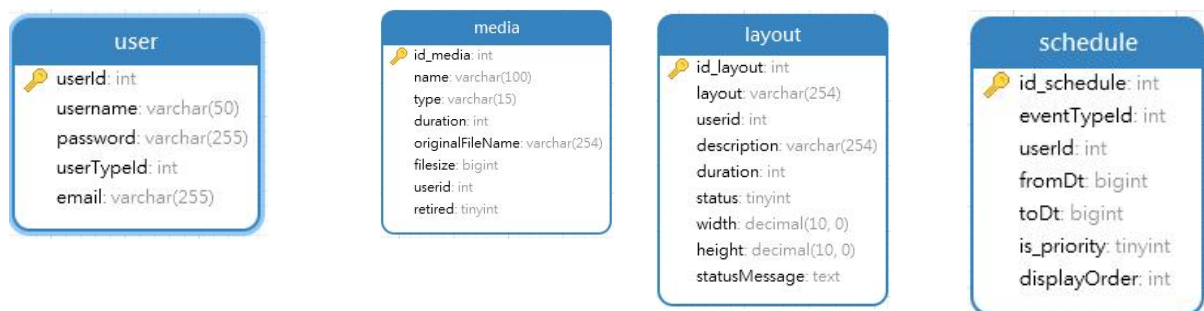 user
userId: int
username: varchar(50)
password: varchar(255)
userTypeId: int
email: varchar(255)
media
id_media: int
name: varchar(100)
type: varchar(15)
duration: int
originalFileName: varchar(254)
filesize: bigint
userid: int
retired: tinyint
layout
id_layout: int
layout: varchar(254)
userid: int
description: varchar(254)
duration: int
status: tinyint
width: decimal(10, 0)
height: decimal(10, 0)
statusMessage: text
schedule
id_schedule: int
eventTypeId: int
userId: int
fromDt: bigint
toDt: bigint
is_priority: tinyint
displayOrder: int